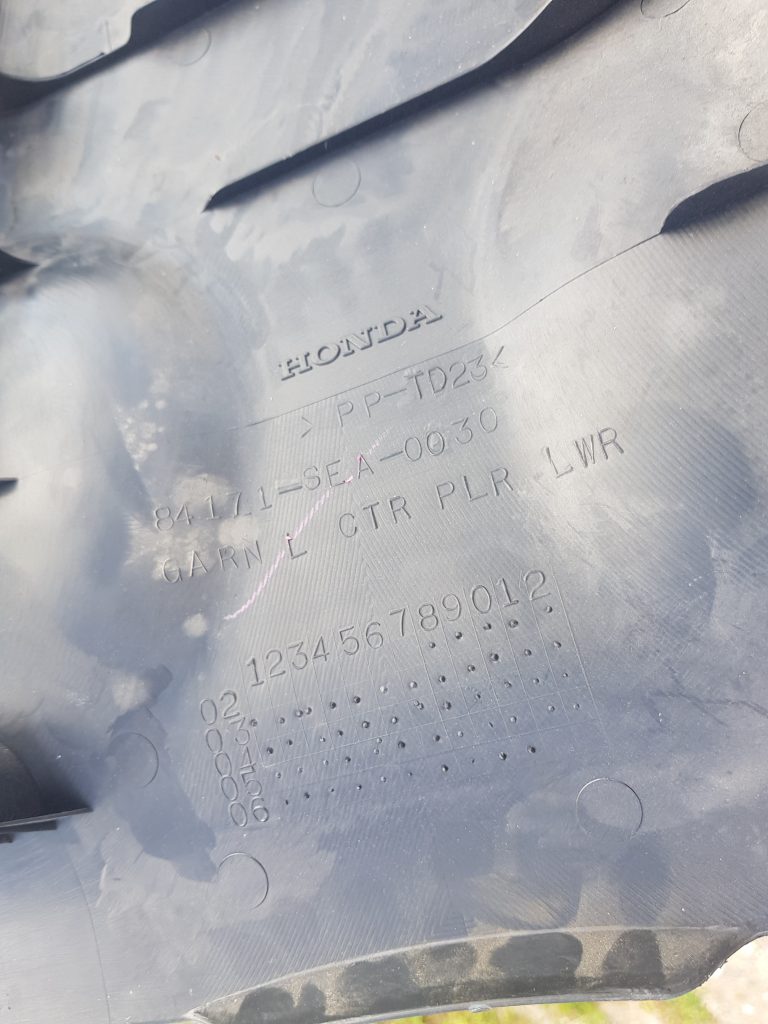 HONDA
>PP-TD23<
84171-SEA-0030
GARN L CTR PLR LWR
123456789012
02
03
04
05
06